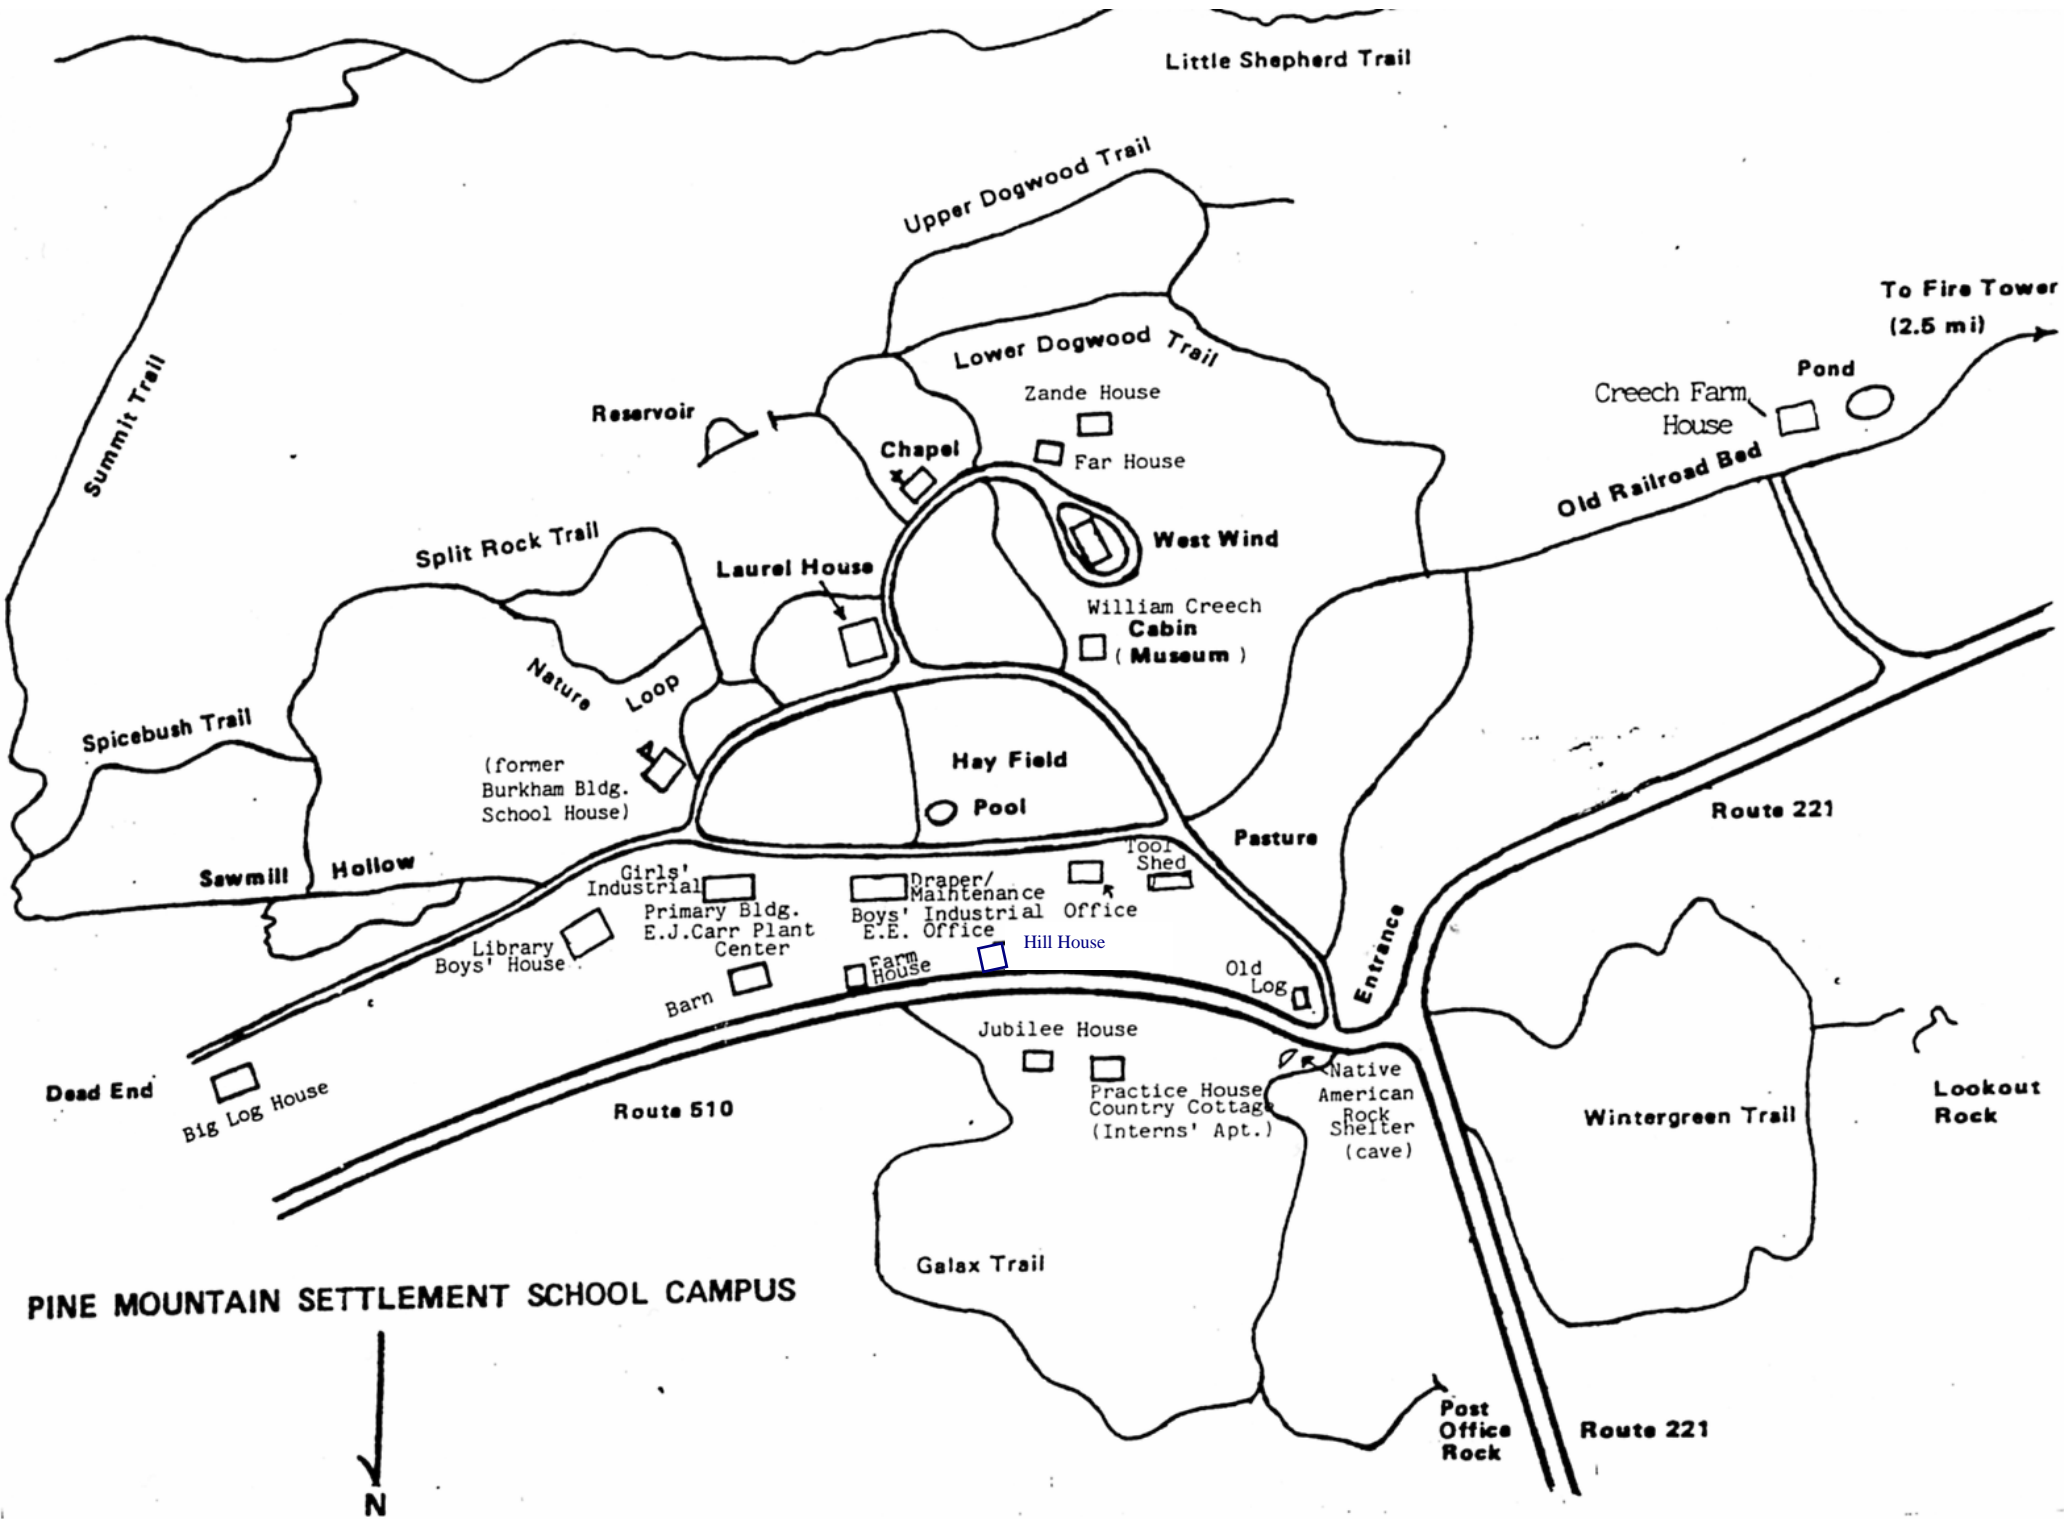 Little Shepherd Trail
Upper Dogwood Trail
To Fire Tower
(2.5 mi)
Lower Dogwood Trail
Pond
Creech Farm
House
Zande House
Summit Trail
Reservoir
Chapel
Far House
Old Railroad Bed
Split Rock Trail
West Wind
Laurel House
William Creech
Cabin
( Museum )
Nature Loop
Spicebush Trail
(former
Burkham Bldg.
School House)
Hay Field
Pool
Route 221
Pasture
Tool
Shed
Sawmill Hollow
Girls'
Industrial
Primary Bldg.
E.J.Carr Plant
Center
Draper/
Maintenance
Boys' Industrial
E.E. Office
Office
Library
Boys' House
Hill House
Farm
House
Barn
Old
Log
Entrance
Jubilee House
Practice House
Country Cottage
(Interns' Apt.)
Native
American
Rock
Shelter
(cave)
Dead End
Big Log House
Route 510
Wintergreen Trail
Lookout
Rock
Galax Trail
PINE MOUNTAIN SETTLEMENT SCHOOL CAMPUS
N
Post
Office
Rock
Route 221